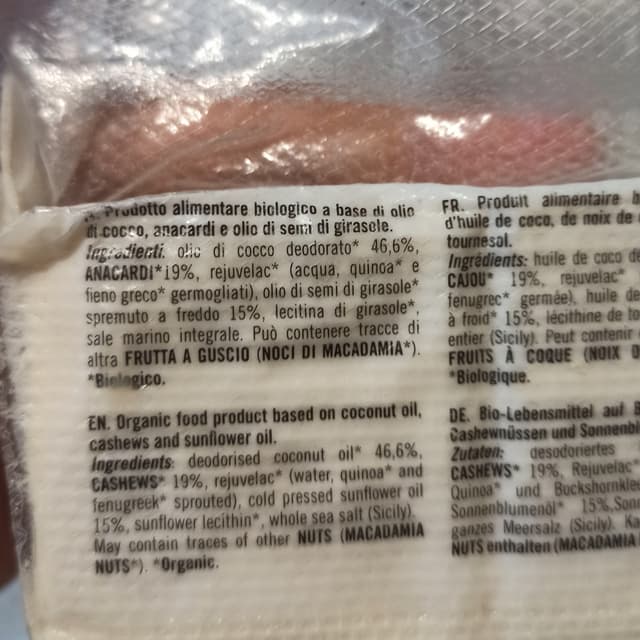 Prodotto alimentare biologico a base di olio
di cocco, anacardi e olio di semi di girasole.
Ingredienti: olio di cocco deodorato* 46,6%,
ANACARDI*19%, rejuvelac* (acqua, quinoa* e
fieno greco* germogliati), olio di semi di girasole*
spremuto a freddo 15%, lecitina di girasole*,
sale marino integrale. Può contenere tracce di
altra FRUTTA A GUSCIO (NOCI DI MACADAMIA*).
*Biologico.
EN. Organic food product based on coconut oil,
cashews and sunflower oil.
Ingredients: deodorised coconut oil* 46,6%,
CASHEWS* 19%, rejuvelac* (water, quinoa* and
fenugreek* sprouted), cold pressed sunflower oil
15%, sunflower lecithin*, whole sea salt (Sicily).
May contain traces of other NUTS (MACADAMIA
NUTS*). *Organic.
FR. Produit alimentaire
d'huile de coco, de noix de
tournesol.
Ingrédients: huile de coco
CAJOU* 19%, rejuvelac*
fenugrec* germée), huile de
à froid* 15%, lécithine de
entier (Sicily). Peut contenir
FRUITS À COQUE (NOIX
*Biologique.
DE. Bio-Lebensmittel auf
Cashewnüssen und
Zutaten: desodoriertes
CASHEWS* 19%, Rejuvelac*
Quinoa* und
Sonnenblumenöl* 15%,
ganzes Meersalz (Sicily).
NUTS enthalten (MACADAMIA